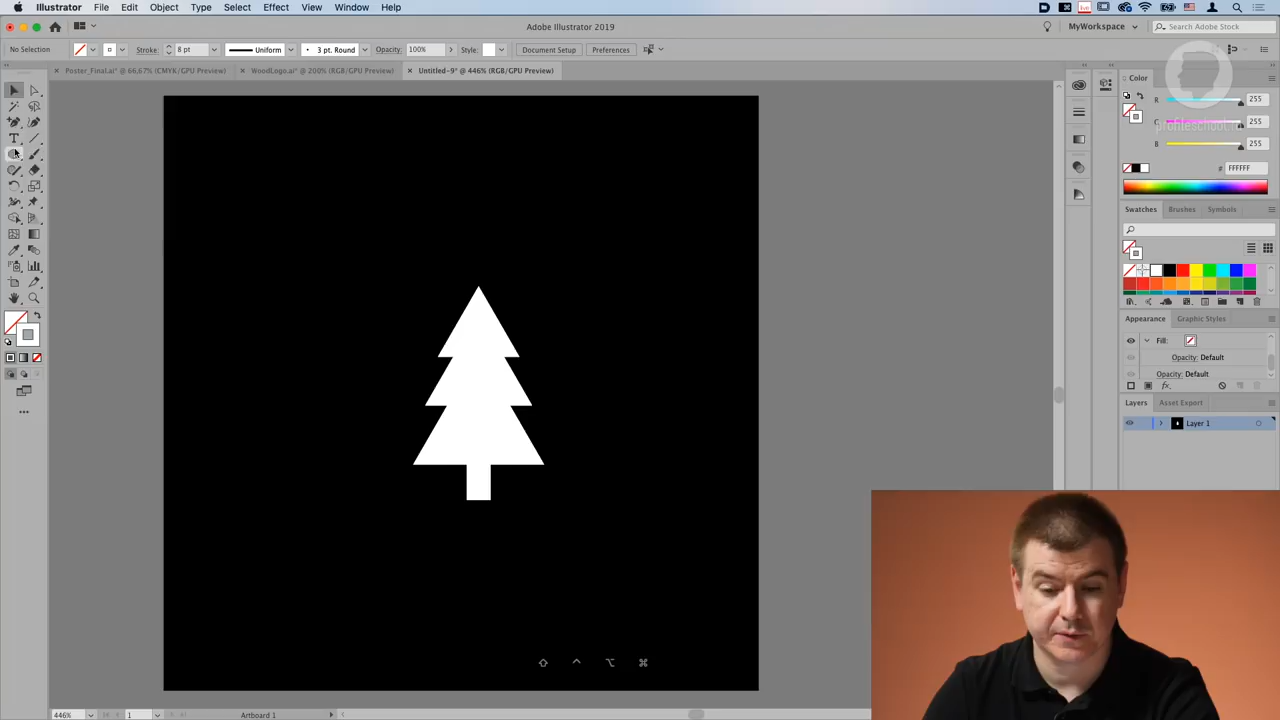 Illustrator File Edit Object Type Select Effect View Window Help
Adobe Illustrator 2019
MyWorkspace
Search Adobe Stock
No Selection
Stroke: 8 pt
Uniform
3 pt. Round
Opacity: 100%
Style:
Document Setup
Preferences
Poster_Final.ai* @ 66,67% (CMYK/GPU Preview)
WoodLogo.ai* @ 200% (RGB/GPU Preview)
Untitled-9* @ 446% (RGB/GPU Preview)
Color
R 255
G 255
B 255
# FFFFFF
Swatches Brushes Symbols
Appearance Graphic Styles
Fill:
Opacity: Default
Opacity: Default
fx
Layers Asset Export
Layer 1
446%
1
Artboard 1